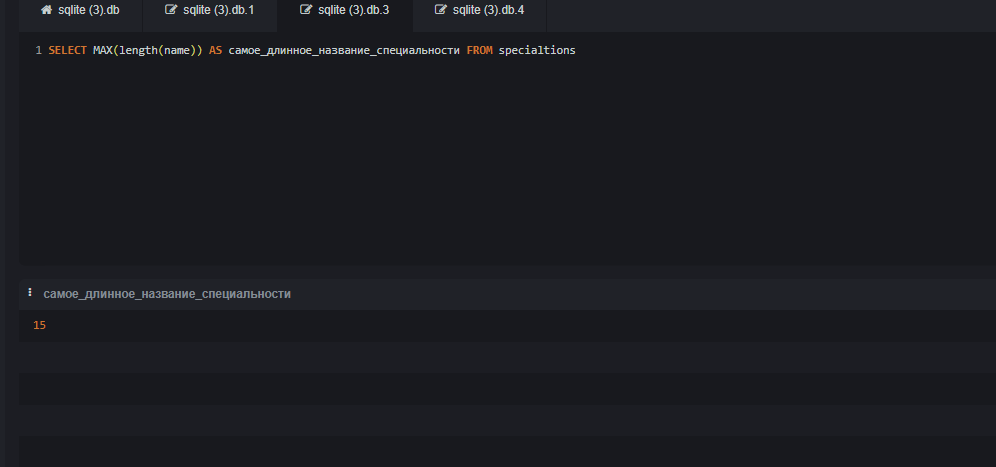 sqlite (3).db sqlite (3).db.1 sqlite (3).db.3 sqlite (3).db.4
1 SELECT MAX(length(name)) AS самое_длинное_название_специальности FROM specialtions
самое_длинное_название_специальности
15